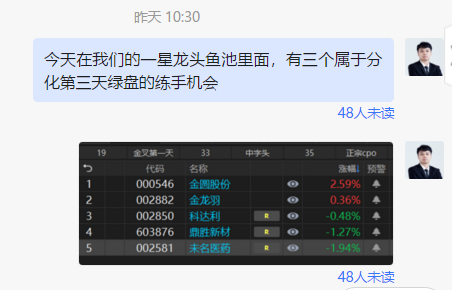 昨天 10:30
今天在我们的一星龙头鱼池里面，有三个属于分
化第三天绿盘的练手机会
48人未读
19 金叉第一天 33 中字头 35 正宗cpo
代码 名称 涨幅↓ 预警
1 000546 金圆股份 2.59%
2 002882 金龙羽 0.36%
3 002850 科达利 R -0.48%
4 603876 鼎胜新材 R -1.27%
5 002581 未名医药 R -1.94%
48人未读